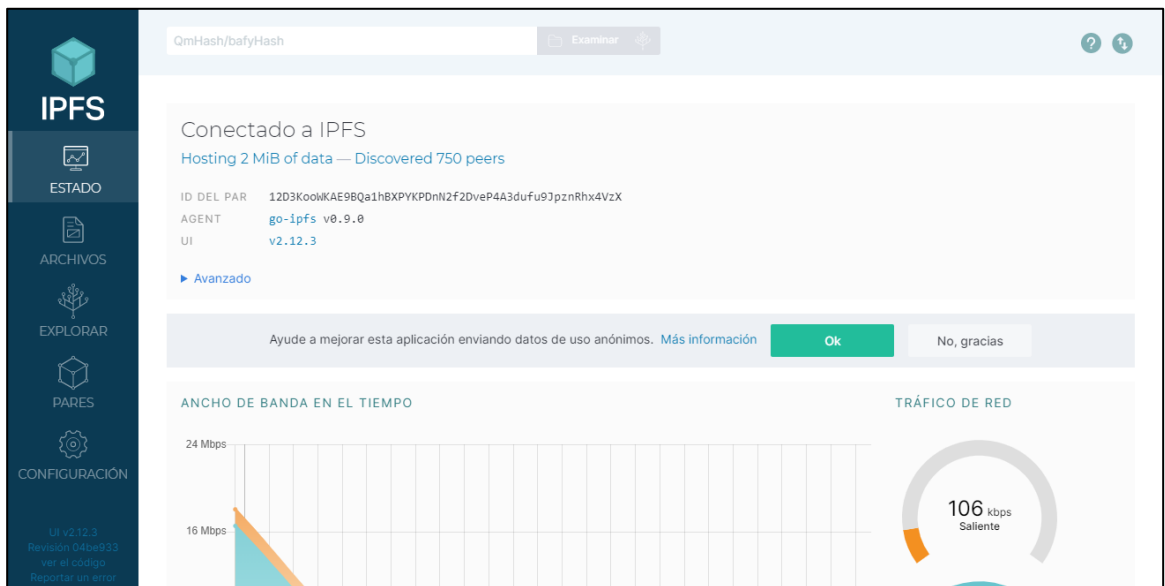 IPFS
ESTADO
ARCHIVOS
EXPLORAR
PARES
CONFIGURACIÓN
UI v2.12.3
Revisión 04be933
ver el código
Reportar un error
QmHash/bafyHash
Examinar
Conectado a IPFS
Hosting 2 MiB of data — Discovered 750 peers
ID DEL PAR 12D3KooWKAE9BQa1hBXPYKPDnN2f2DveP4A3dufu9JpznRhx4VzX
AGENT go-ipfs v0.9.0
UI v2.12.3
Avanzado
Ayude a mejorar esta aplicación enviando datos de uso anónimos. Más información Ok No, gracias
ANCHO DE BANDA EN EL TIEMPO
24 Mbps
16 Mbps
TRÁFICO DE RED
106 kbps
Saliente